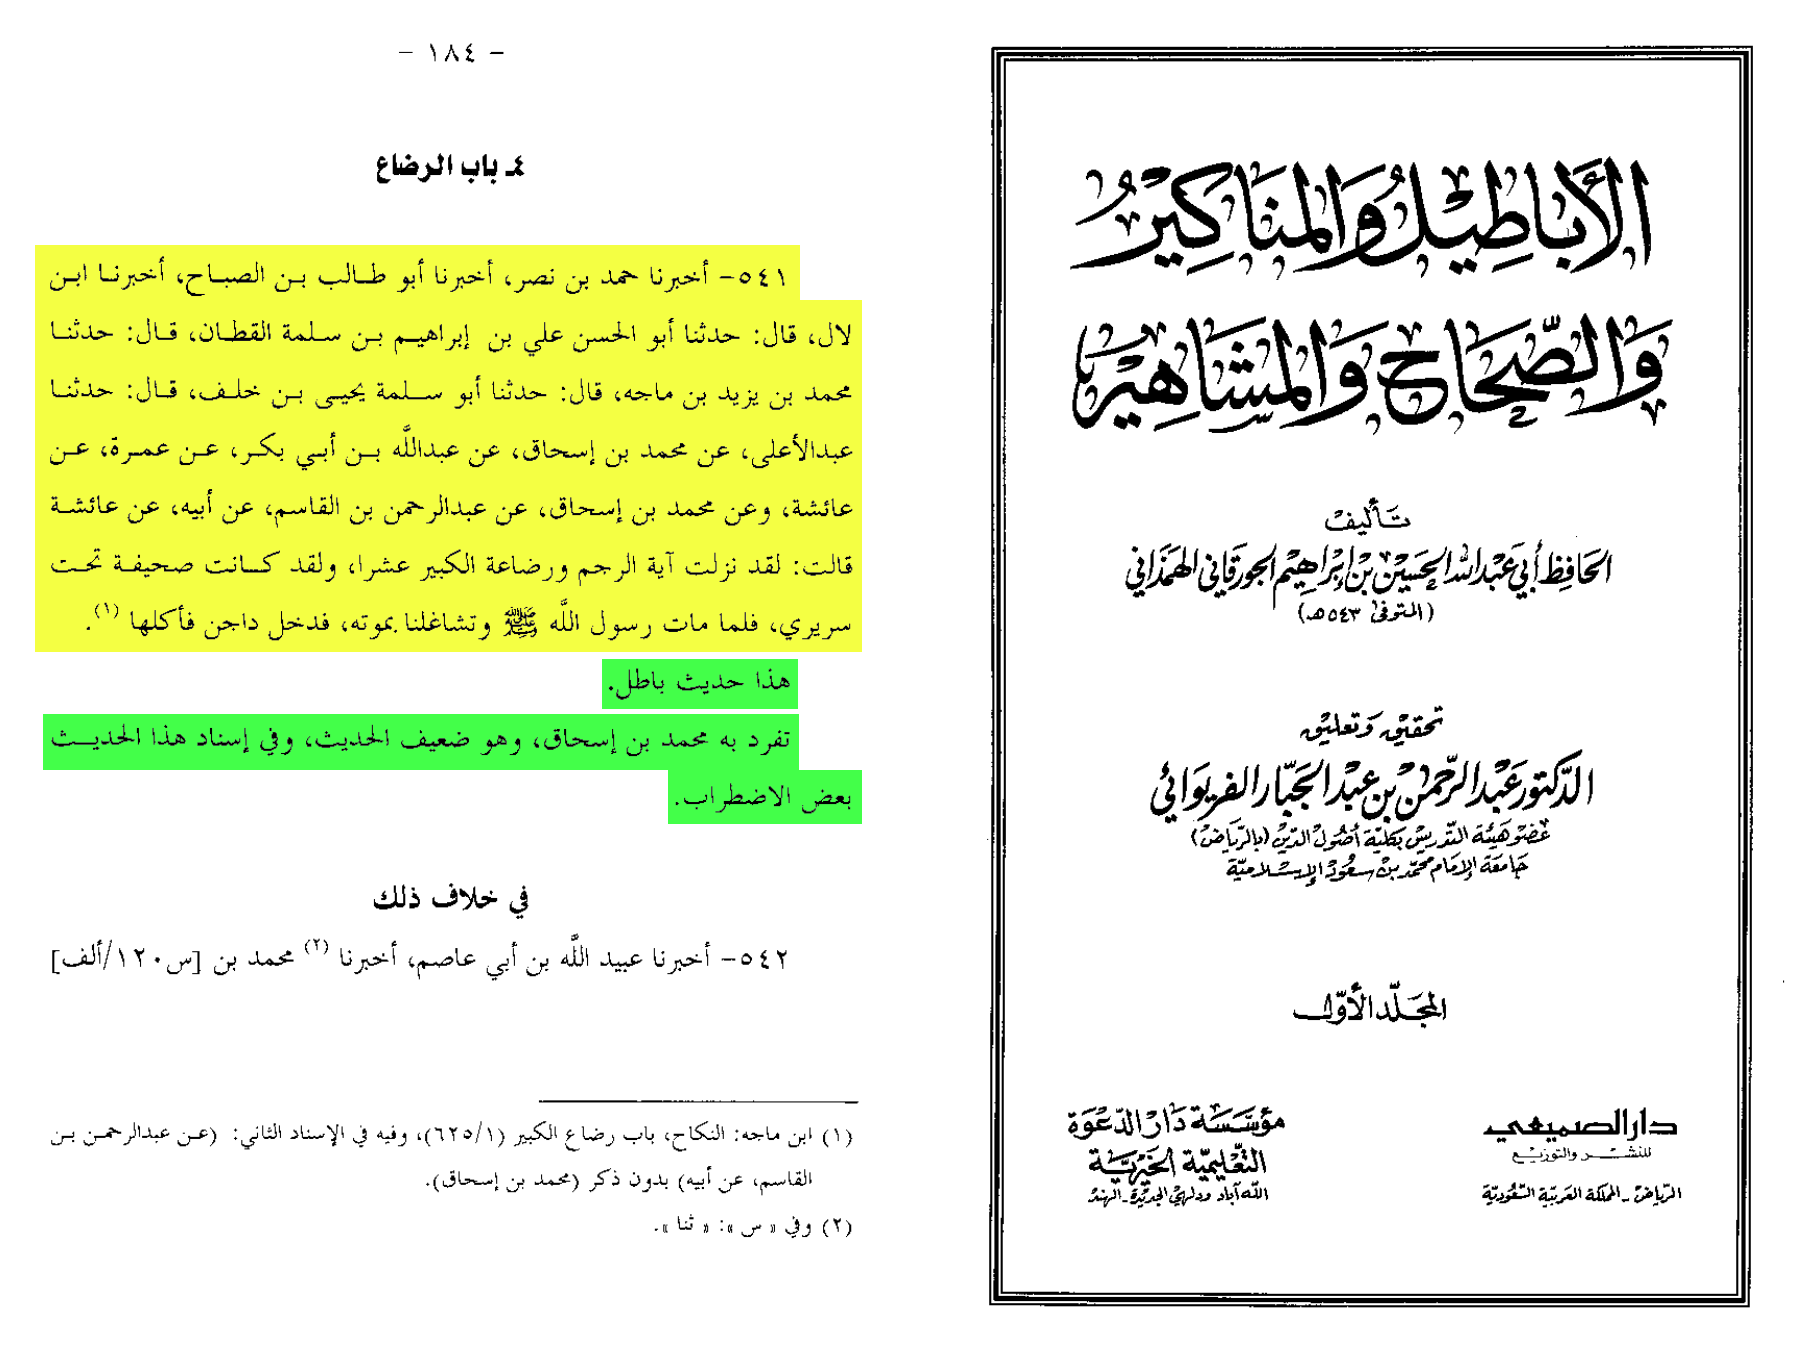 الأباطيل والمناكير
والصحاح والمشاهير
تأليف
الحافظ أبي عبد الله الحسين بن إبراهيم الجورقاني الهمذاني
(المتوفى ٥٤٣ هـ)
تحقيق وتعليق
الدكتور عبد الرحمن بن عبد الجبار الفريوائي
عضو هيئة التدريس بكلية أصول الدين (بالرياض)
جامعة الإمام محمد بن سعود الإسلامية
المجلد الأول
دار الصميعي
للنشر والتوزيع
الرياض - المملكة العربية السعودية
مؤسسة دار الدعوة
التعليمية الخيرية
الله آباد ودلهي الجديدة - الهند
- ١٨٤ -
٤ـ باب الرضاع
٥٤١- أخبرنا حمد بن نصر، أخبرنا أبو طالب بن الصباح، أخبرنا ابن
لال، قال: حدثنا أبو الحسن علي بن إبراهيم بن سلمة القطان، قال: حدثنا
محمد بن يزيد بن ماجه، قال: حدثنا أبو سلمة يحيى بن خلف، قال: حدثنا
عبدالأعلى، عن محمد بن إسحاق، عن عبدالله بن أبي بكر، عن عمرة، عن
عائشة، وعن محمد بن إسحاق، عن عبدالرحمن بن القاسم، عن أبيه، عن عائشة
قالت: لقد نزلت آية الرجم ورضاعة الكبير عشرا، ولقد كانت صحيفة تحت
سريري، فلما مات رسول اللَّه ﷺ وتشاغلنا بموته، فدخل داجن فأكلها (١).
هذا حديث باطل.
تفرد به محمد بن إسحاق، وهو ضعيف الحديث، وفي إسناد هذا الحديث
بعض الاضطراب.
في خلاف ذلك
٥٤٢- أخبرنا عبيد اللَّه بن أبي عاصم، أخبرنا (٢) محمد بن [س١٢٠/ألف]
(١) ابن ماجه: النكاح، باب رضاع الكبير (٦٢٥/١)، وفيه في الإسناد الثاني: (عن عبدالرحمن بن
القاسم، عن أبيه) بدون ذكر (محمد بن إسحاق).
(٢) وفي « س »: « ثنا ».